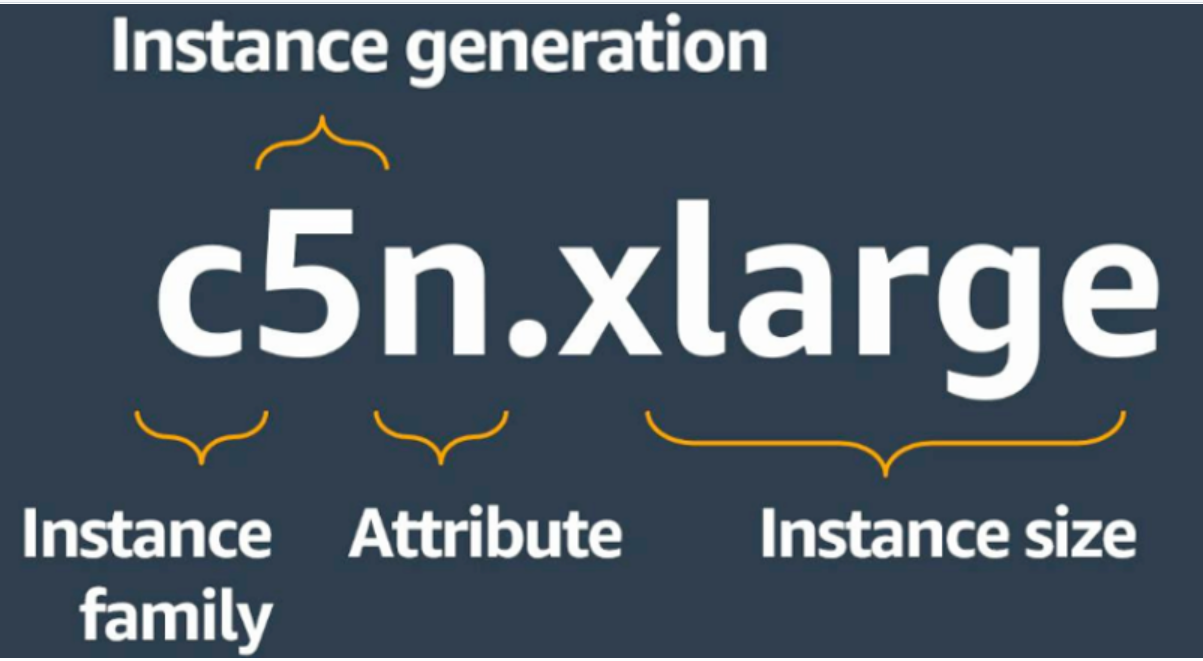 Instance generation
c5n.xlarge
Instance family
Attribute
Instance size